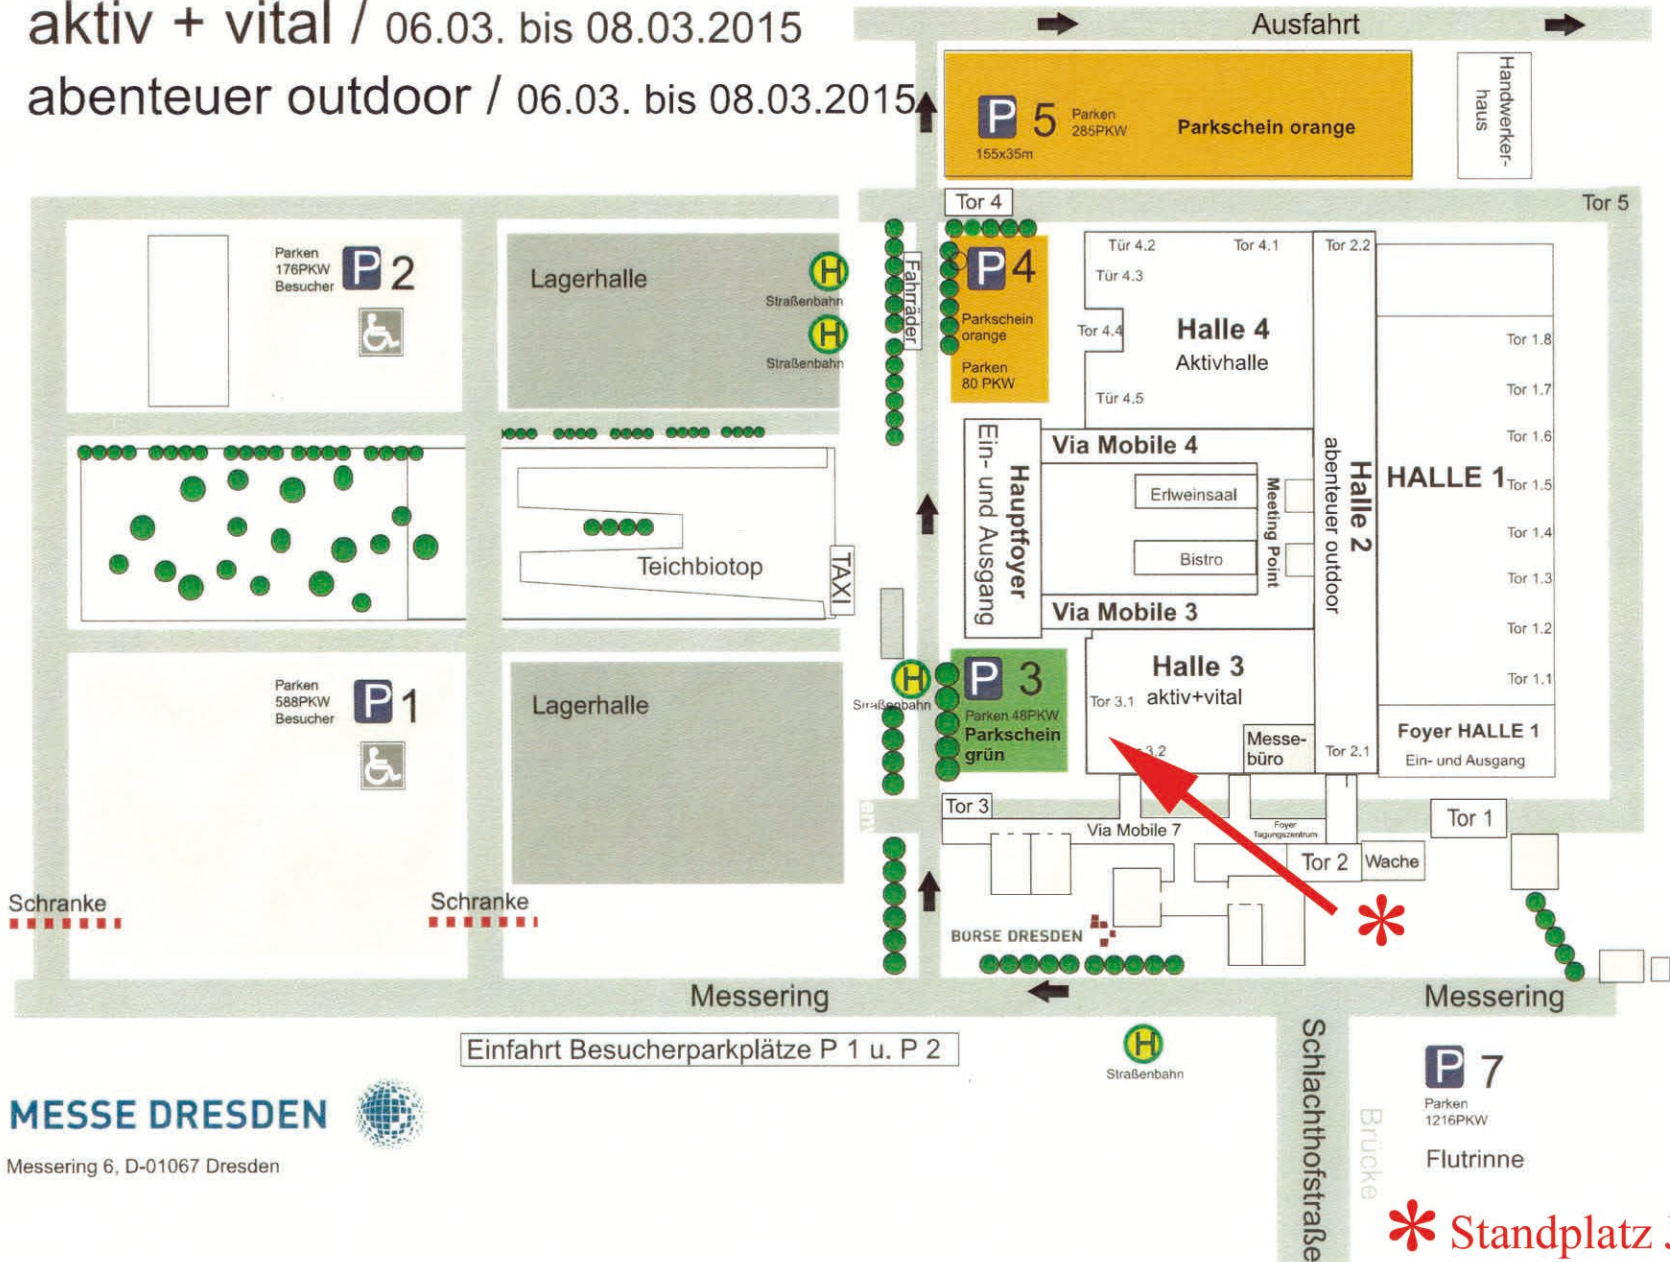 aktiv + vital / 06.03. bis 08.03.2015
abenteuer outdoor / 06.03. bis 08.03.2015
Ausfahrt
Handwerker-
haus
P 5
Parken
285PKW
155x35m
Parkschein orange
Tor 4
Tor 5
Parken
176PKW
Besucher
P 2
Lagerhalle
H
Straßenbahn
H
Straßenbahn
Fahrräder
P 4
Parkschein
orange
Parken
80 PKW
Tür 4.2
Tor 4.1
Tor 2.2
Tür 4.3
Tor 4.4
Halle 4
Aktivhalle
Tür 4.5
Tor 1.8
Tor 1.7
Tor 1.6
HALLE 1
Tor 1.5
Tor 1.4
Tor 1.3
Tor 1.2
Tor 1.1
Hauptfoyer
Ein- und Ausgang
Via Mobile 4
Erlweinsaal
Meeting Point
Bistro
Via Mobile 3
Halle 2
abenteuer outdoor
Teichbiotop
TAXI
Parken
588PKW
Besucher
P 1
Lagerhalle
H
Straßenbahn
P 3
Parken 48PKW
Parkschein
grün
Halle 3
aktiv+vital
Tor 3.1
3.2
Messe-
büro
Tor 2.1
Foyer HALLE 1
Ein- und Ausgang
Tor 3
Via Mobile 7
Foyer
Tagungszentrum
Tor 1
Tor 2
Wache
Schranke
Schranke
BÖRSE DRESDEN
*
Messering
Messering
Einfahrt Besucherparkplätze P 1 u. P 2
H
Straßenbahn
Schlachthofstraße
Brücke
P 7
Parken
1216PKW
Flutrinne
MESSE DRESDEN
Messering 6, D-01067 Dresden
* Standplatz